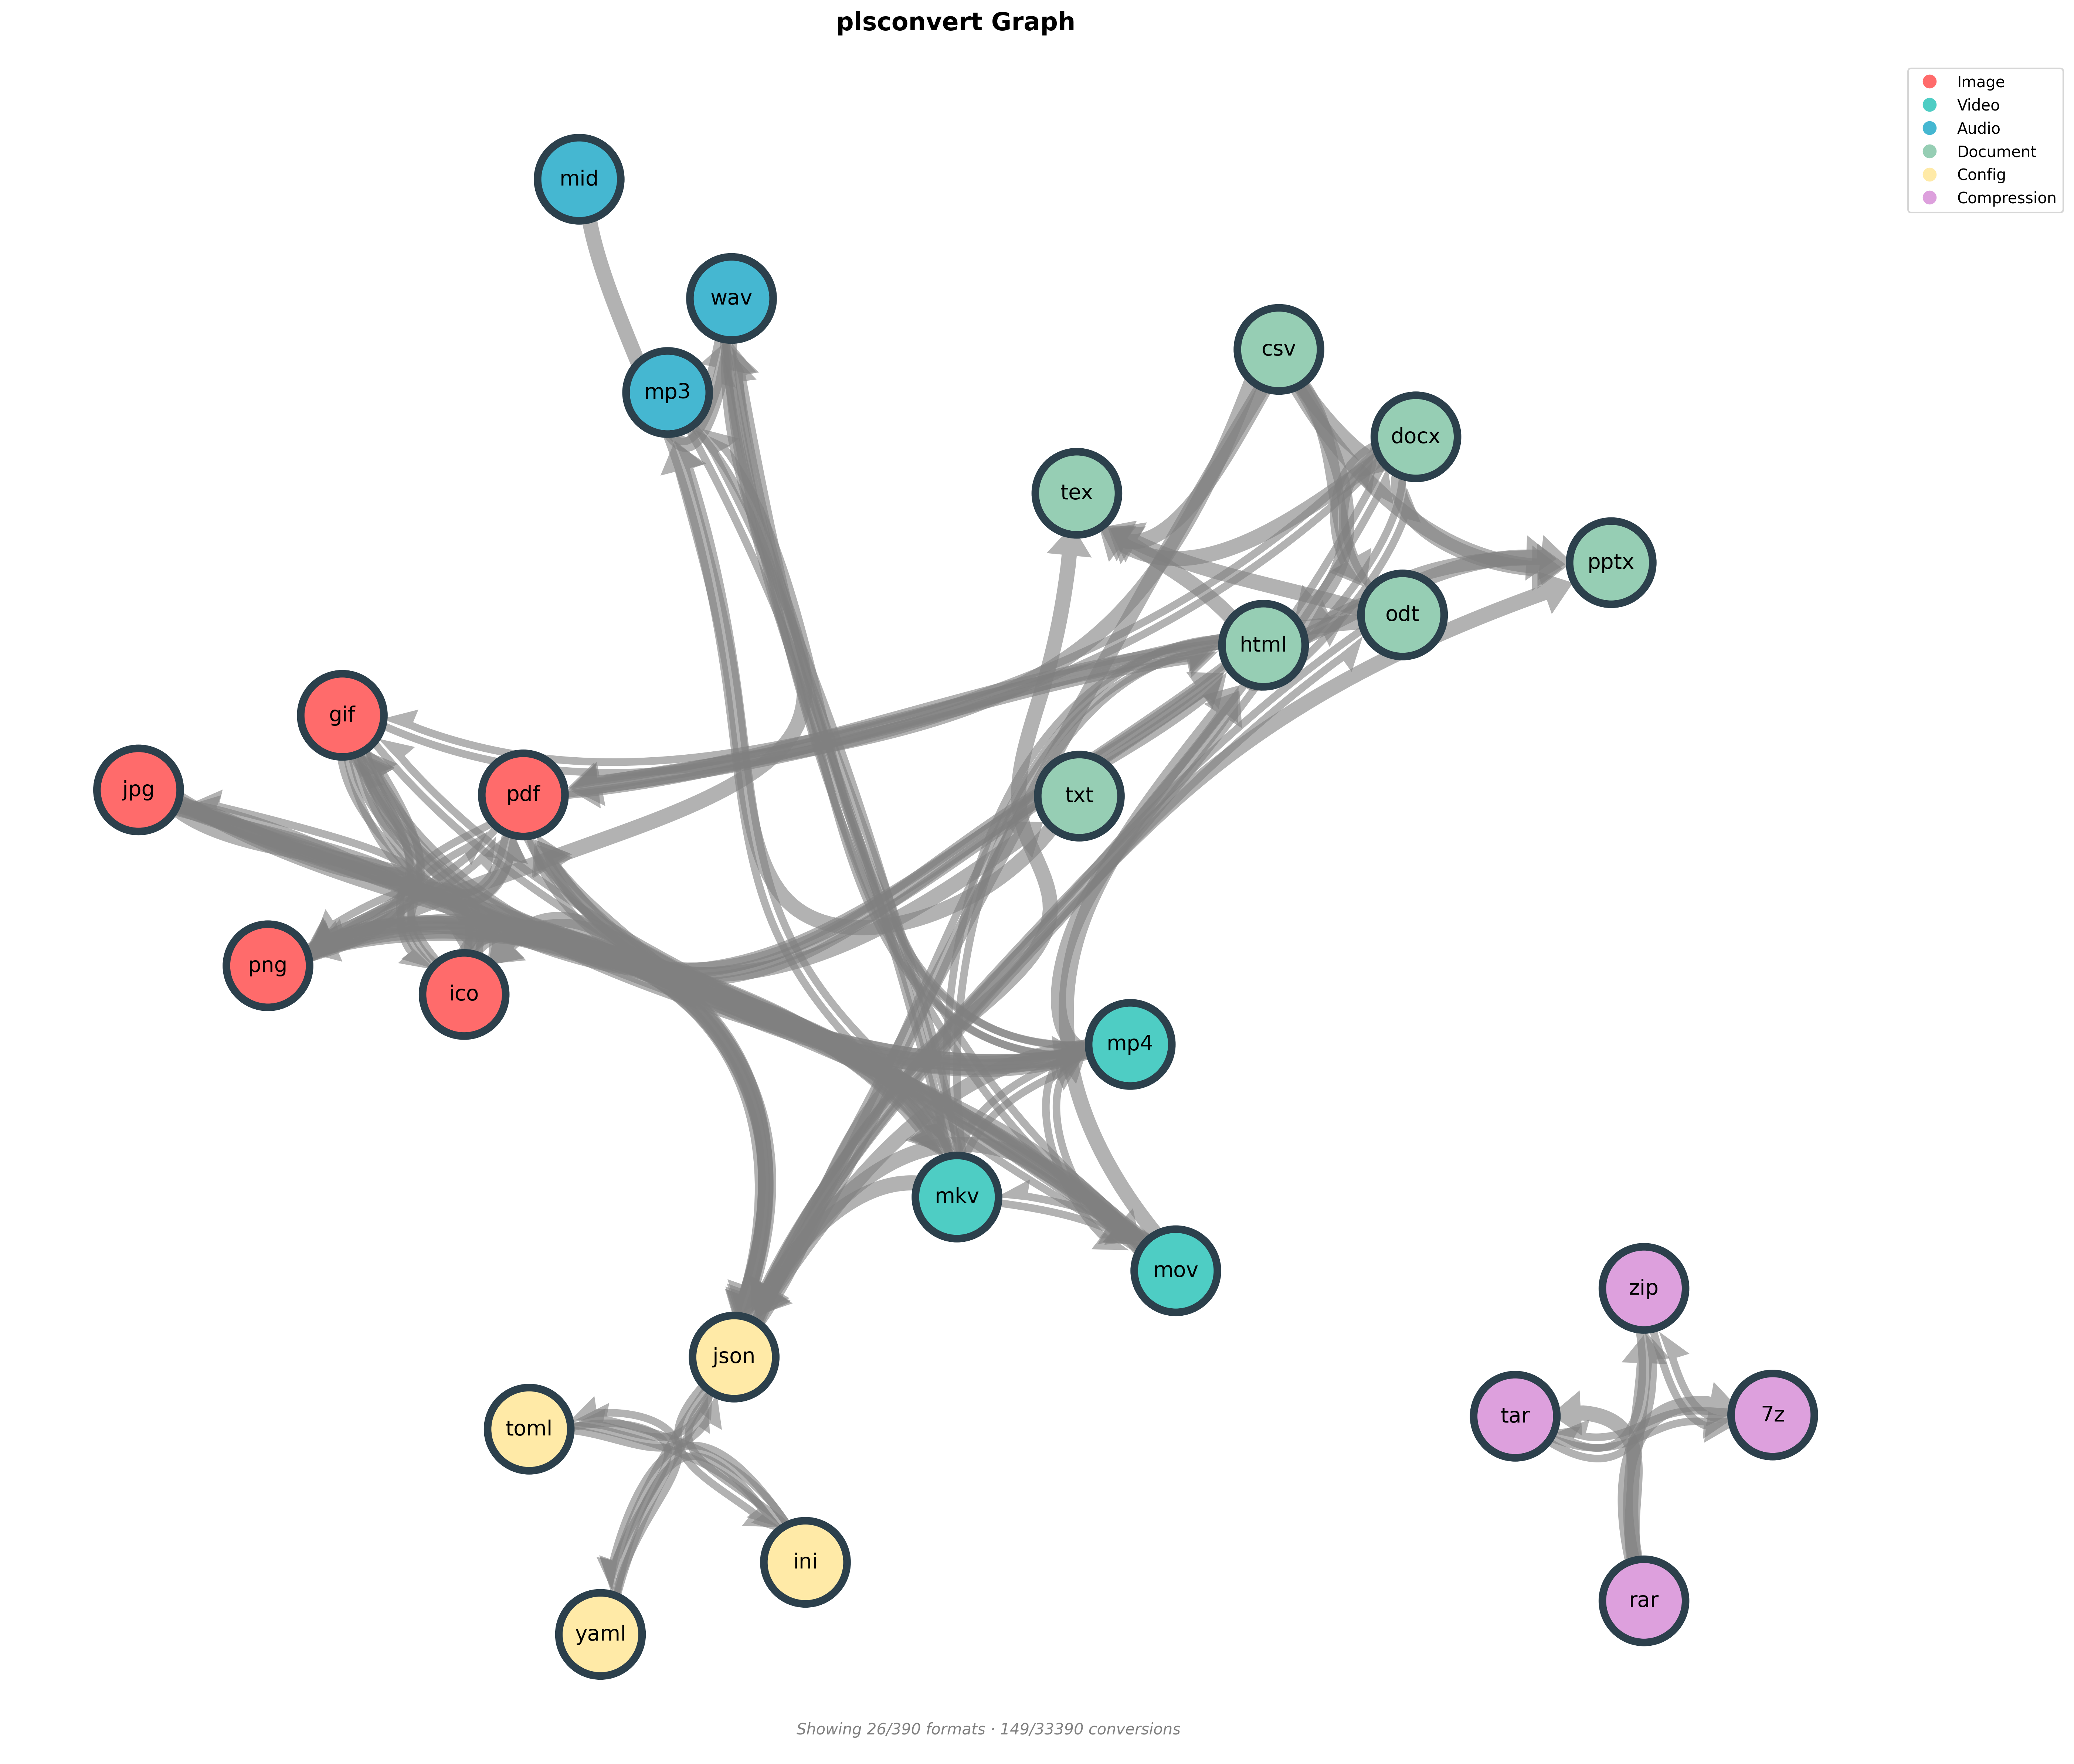 plsconvert Graph
Image
Video
Audio
Document
Config
Compression
mid
wav
mp3
csv
docx
tex
pptx
odt
html
gif
jpg
pdf
txt
png
ico
mp4
mkv
mov
zip
json
tar
7z
toml
ini
rar
yaml
Showing 26/390 formats · 149/33390 conversions